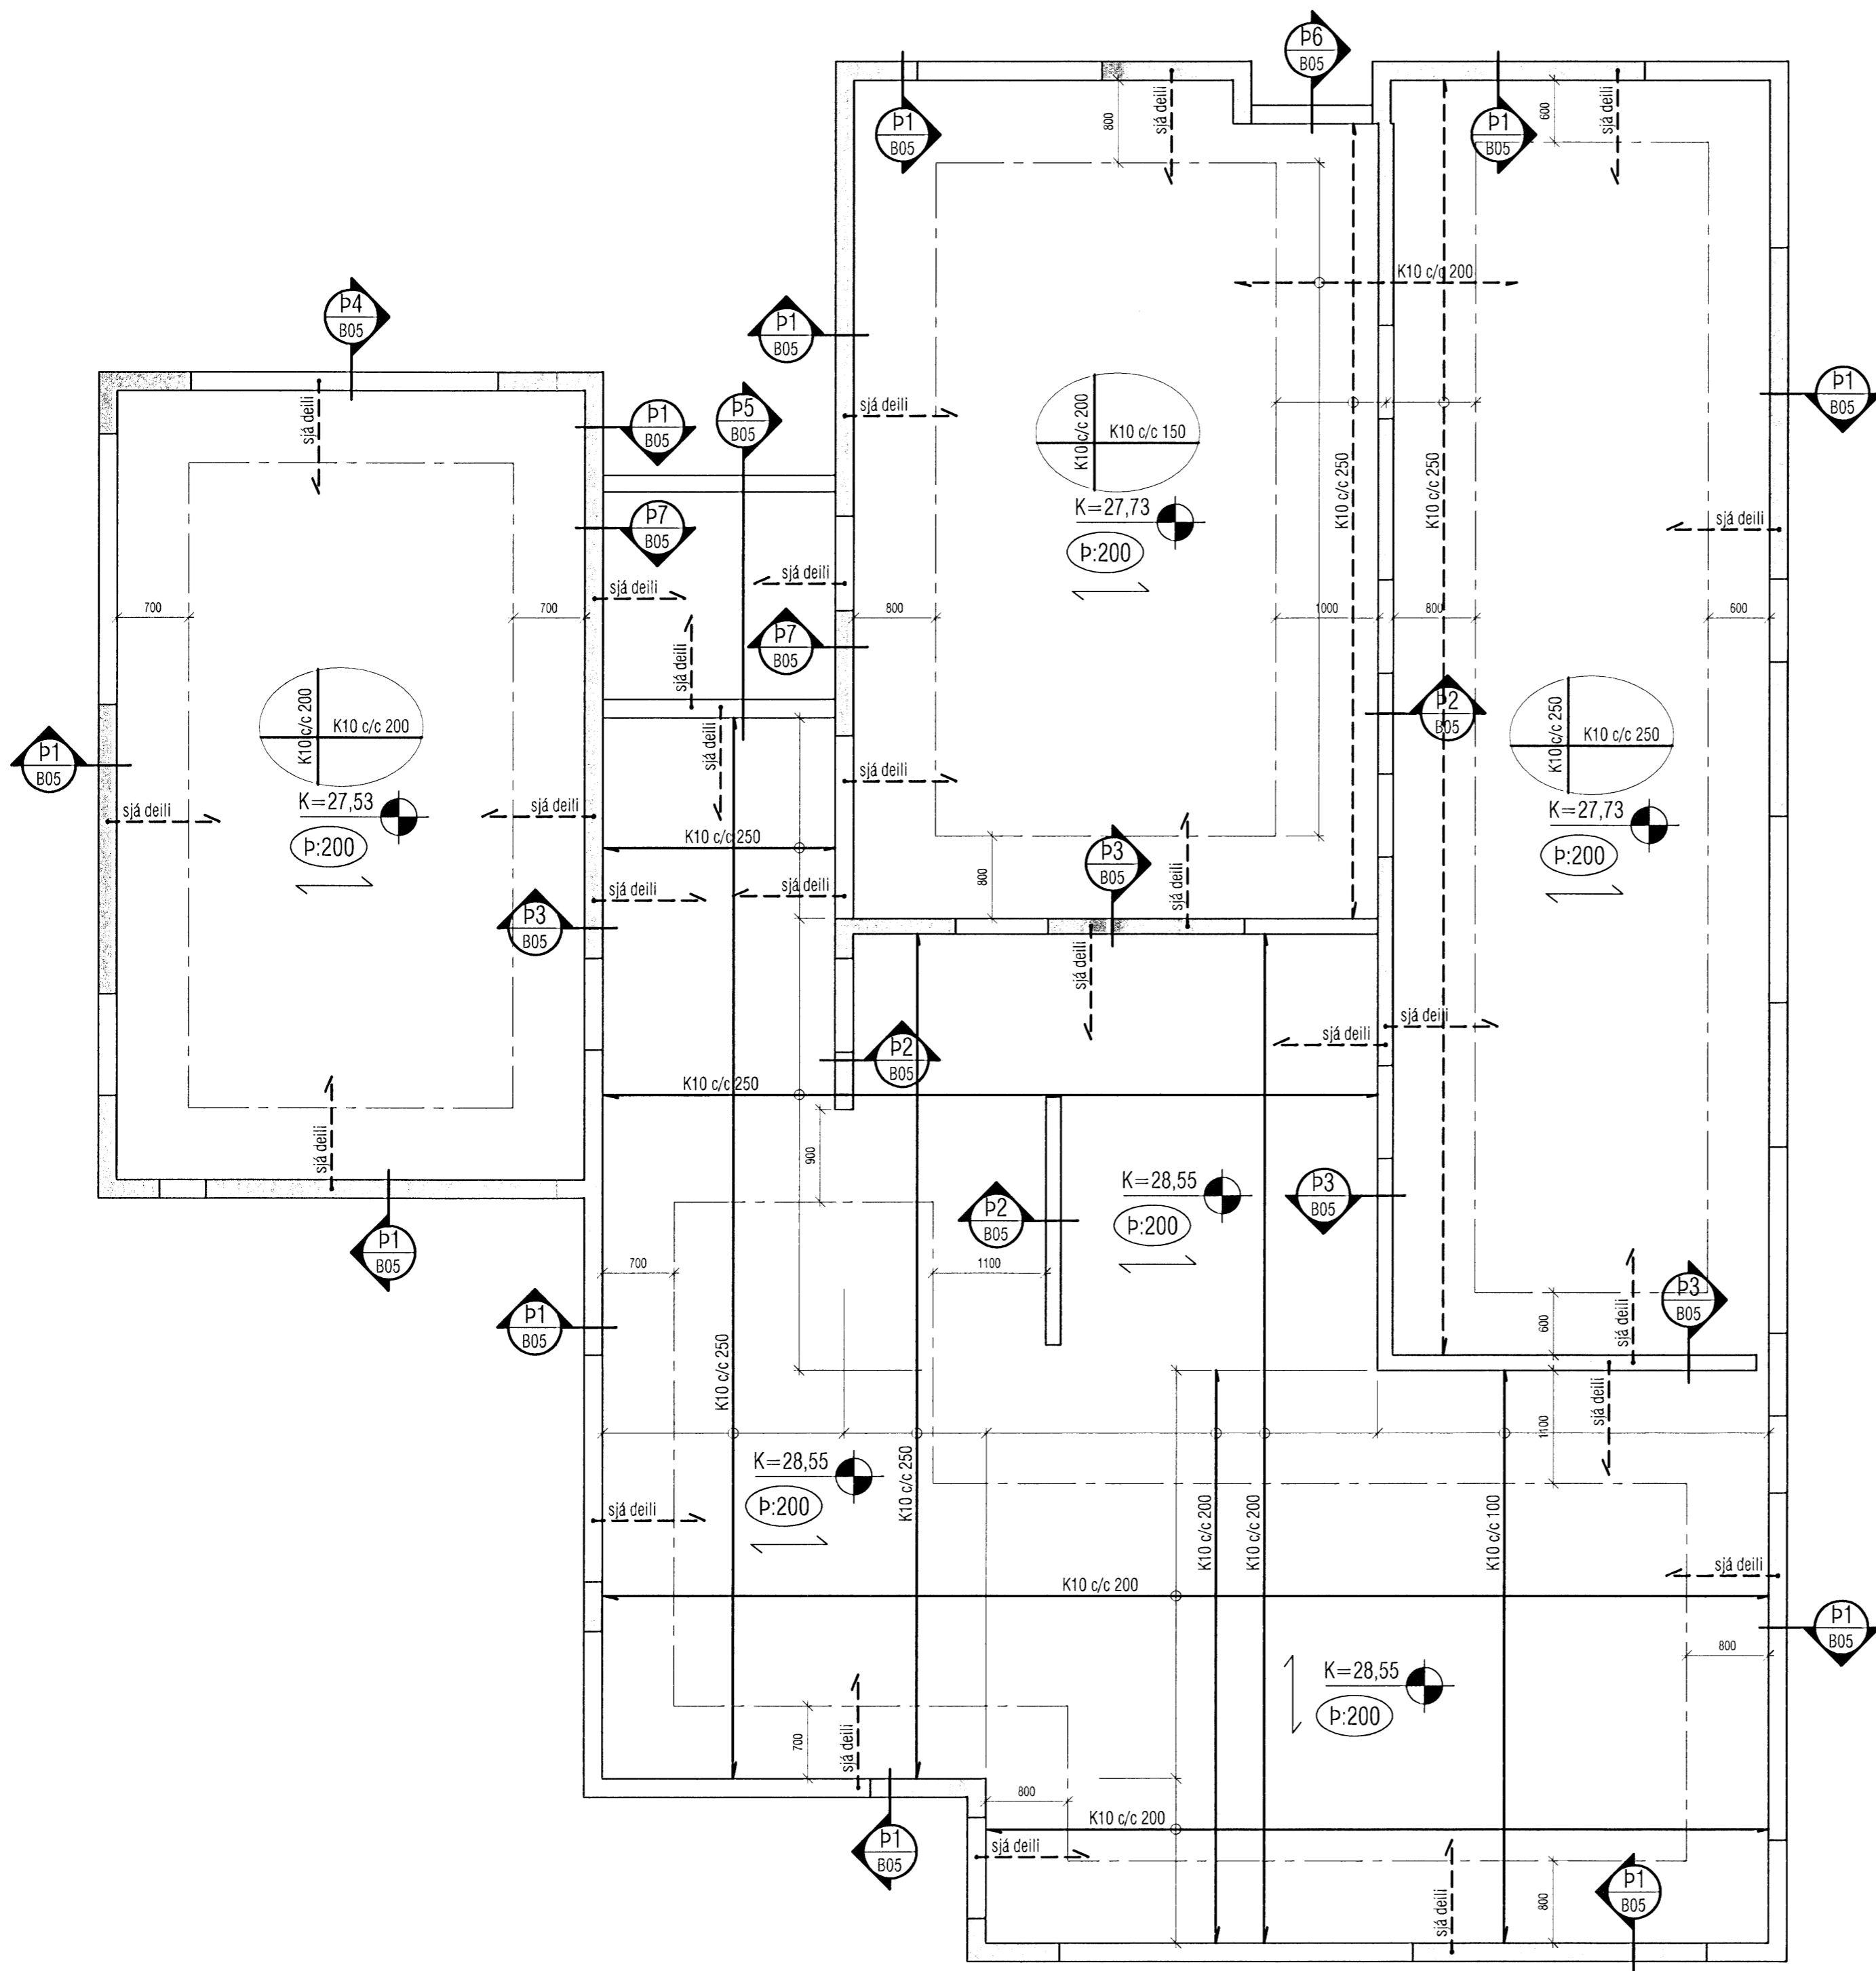 Þ6
B05
Þ1
B05
Þ1
B05
sjá deili
800
600
sjá deili
K10 c/c 200
Þ4
B05
Þ1
B05
Þ1
B05
sjá deili
Þ1
B05
Þ5
B05
sjá deili
K10 c/c 200
K10 c/c 150
K=27,73
Þ:200
K10 c/c 250
K10 c/c 250
Þ7
B05
sjá deili
sjá deili
sjá deili
700
700
800
1000
800
600
Þ7
B05
sjá deili
K10 c/c 200
K10 c/c 200
K=27,53
Þ:200
Þ1
B05
sjá deili
sjá deili
sjá deili
sjá deili
Þ2
B05
K10 c/c 250
K10 c/c 250
K=27,73
Þ:200
K10 c/c 250
800
Þ3
B05
sjá deili
sjá deili
sjá deili
Þ3
B05
sjá deili
sjá deili
sjá deili
Þ2
B05
K10 c/c 250
sjá deili
900
K=28,55
Þ:200
Þ2
B05
Þ3
B05
Þ1
B05
700
1100
Þ1
B05
sjá deili
600
Þ3
B05
K10 c/c 250
sjá deili
1100
K=28,55
Þ:200
K10 c/c 250
sjá deili
K10 c/c 200
K10 c/c 200
K10 c/c 100
sjá deili
K10 c/c 200
Þ1
B05
800
K=28,55
Þ:200
700
sjá deili
800
K10 c/c 200
Þ1
B05
sjá deili
sjá deili
800
Þ1
B05